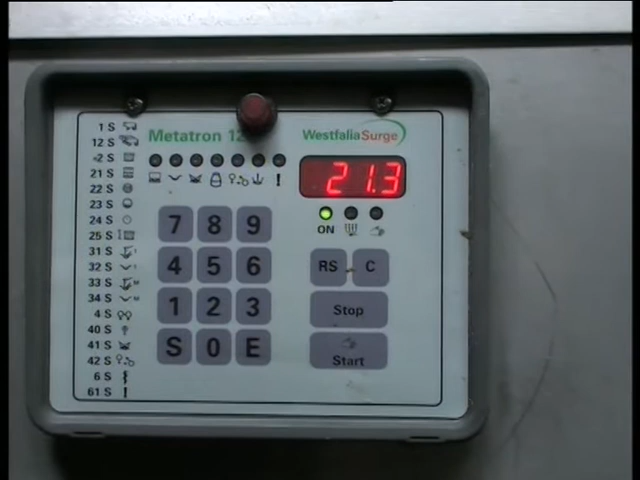 Metatron 12
WestfaliaSurge
1 S
12 S
2 S
21 S
22 S
23 S
24 S
25 S
31 S
32 S
33 S
34 S
4 S
40 S
41 S
42 S
6 S
61 S
21.3
ON
7 8 9
4 5 6
1 2 3
S 0 E
RS C
Stop
Start